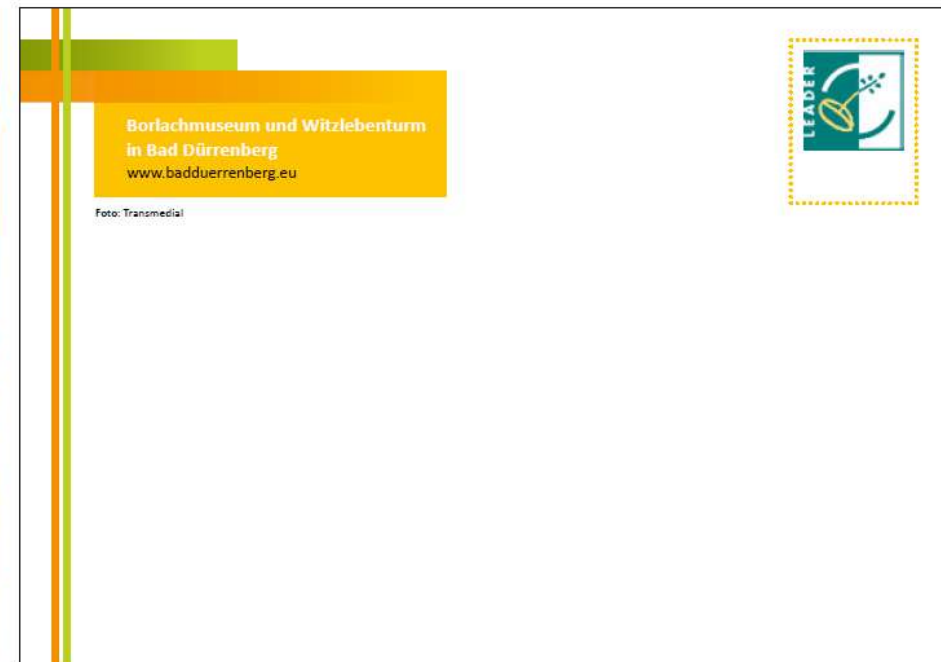 Borlachmuseum und Witzlebenturm
in Bad Dürrenberg
www.badduerrenberg.eu
Foto: Transmedial
LEADER